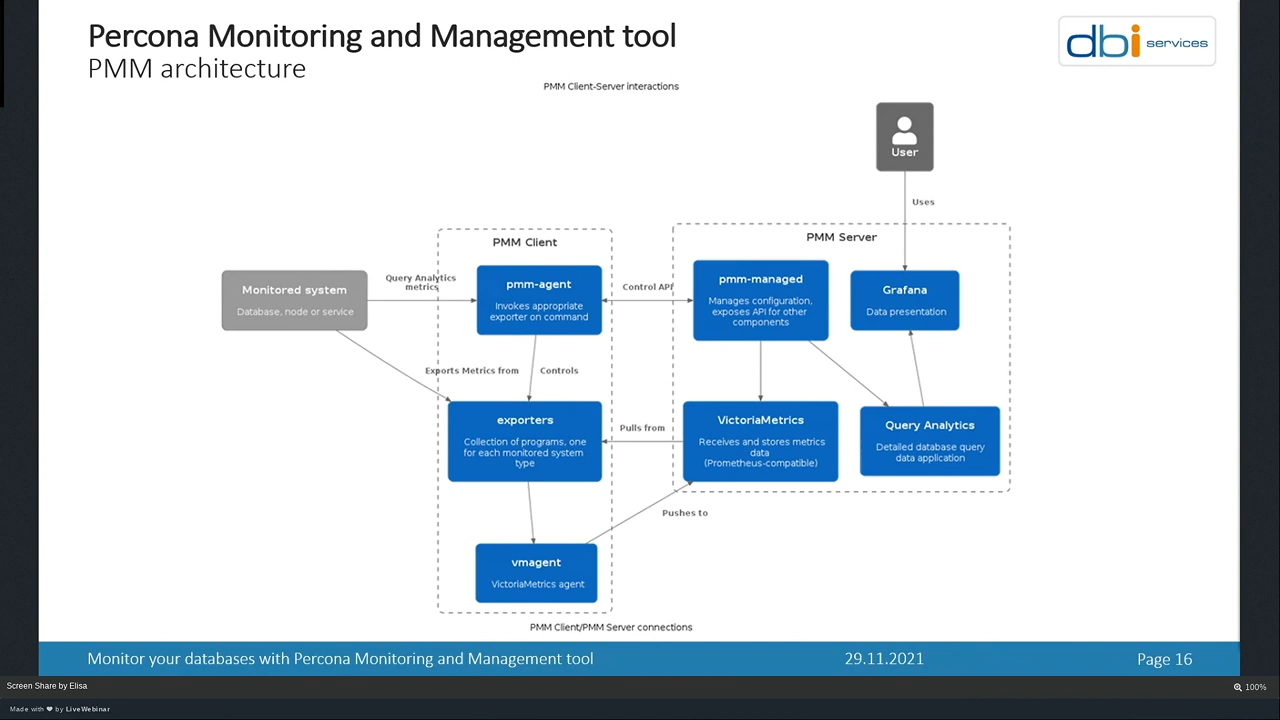 Percona Monitoring and Management tool
PMM architecture
dbi services
PMM Client-Server interactions
User
Uses
PMM Client
PMM Server
Monitored system
Database, node or service
Query Analytics
metrics
pmm-agent
Invokes appropriate
exporter on command
Control API
pmm-managed
Manages configuration,
exposes API for other
components
Grafana
Data presentation
Exports Metrics from
Controls
exporters
Collection of programs, one
for each monitored system
type
Pulls from
VictoriaMetrics
Receives and stores metrics
data
(Prometheus-compatible)
Query Analytics
Detailed database query
data application
Pushes to
vmagent
VictoriaMetrics agent
PMM Client/PMM Server connections
Monitor your databases with Percona Monitoring and Management tool
29.11.2021
Page 16
Screen Share by Elisa
100%
Made with ❤ by LiveWebinar